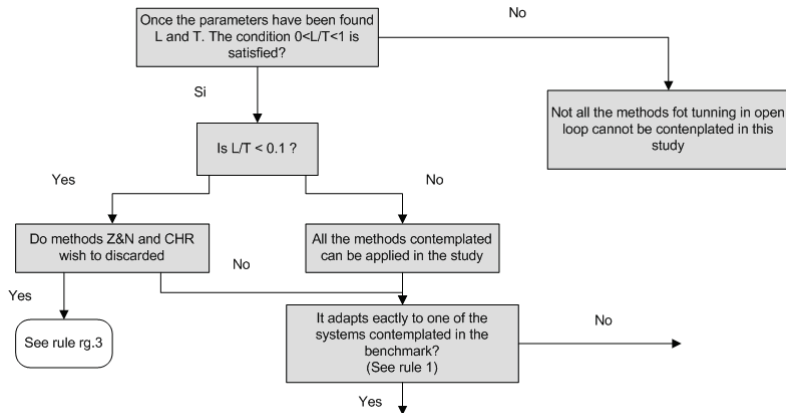 Once the parameters have been found
L and T. The condition 0<L/T<1 is
satisfied?
No
Si
Not all the methods fot tunning in open
loop cannot be contenplated in this
study
Is L/T < 0.1 ?
Yes
No
Do methods Z&N and CHR
wish to discarded
All the methods contemplated
can be applied in the study
No
Yes
See rule rg.3
It adapts eactly to one of the
systems contemplated in the
benchmark?
(See rule 1)
No
Yes